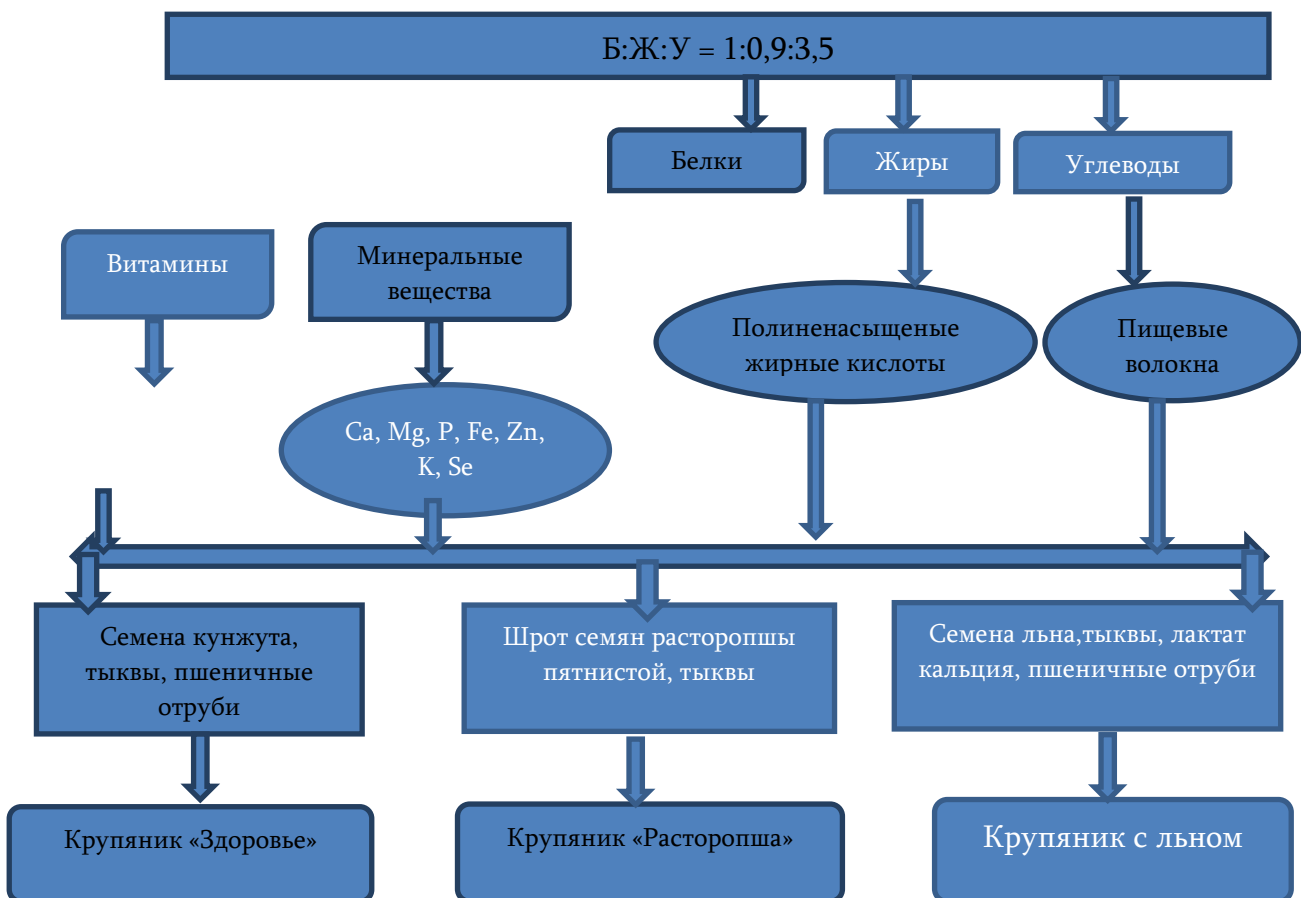 Б:Ж:У = 1:0,9:3,5
Белки
Жиры
Углеводы
Витамины
Минеральные
вещества
Полиненасыщеные
жирные кислоты
Пищевые
волокна
Ca, Mg, P, Fe, Zn,
K, Se
Семена кунжута,
тыквы, пшеничные
отруби
Шрот семян расторопши
пятнистой, тыквы
Семена льна,тыквы, лактат
кальция, пшеничные отруби
Крупяник «Здоровье»
Крупяник «Расторопша»
Крупяник с льном